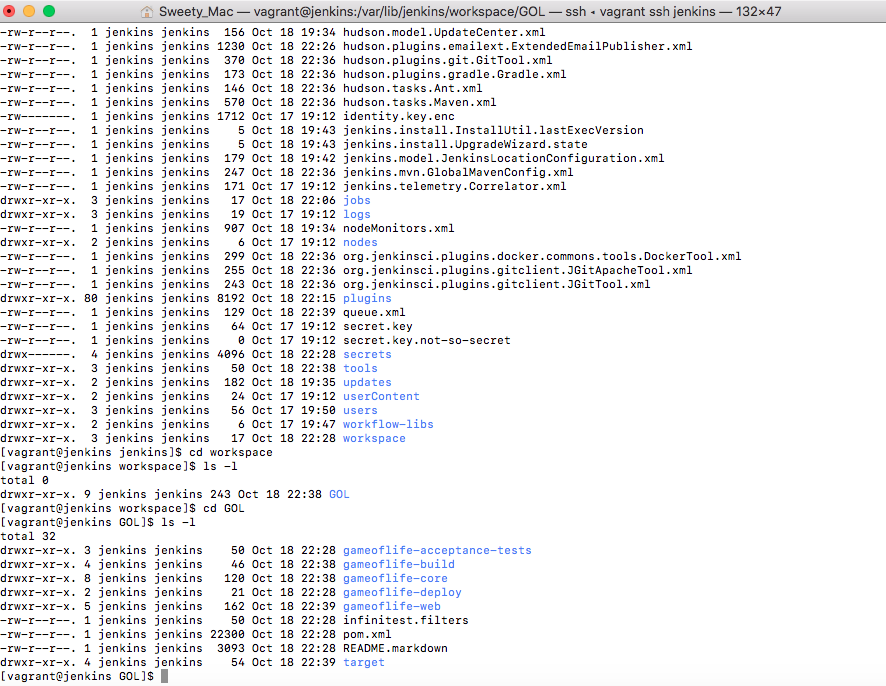 Sweety_Mac — vagrant@jenkins:/var/lib/jenkins/workspace/GOL — ssh ◂ vagrant ssh jenkins — 132×47
-rw-r--r--.  1 jenkins jenkins  156 Oct 18 19:34 hudson.model.UpdateCenter.xml
-rw-r--r--.  1 jenkins jenkins 1230 Oct 18 22:26 hudson.plugins.emailext.ExtendedEmailPublisher.xml
-rw-r--r--.  1 jenkins jenkins  370 Oct 18 22:36 hudson.plugins.git.GitTool.xml
-rw-r--r--.  1 jenkins jenkins  173 Oct 18 22:36 hudson.plugins.gradle.Gradle.xml
-rw-r--r--.  1 jenkins jenkins  146 Oct 18 22:36 hudson.tasks.Ant.xml
-rw-r--r--.  1 jenkins jenkins  570 Oct 18 22:36 hudson.tasks.Maven.xml
-rw-------.  1 jenkins jenkins 1712 Oct 17 19:12 identity.key.enc
-rw-r--r--.  1 jenkins jenkins    5 Oct 18 19:43 jenkins.install.InstallUtil.lastExecVersion
-rw-r--r--.  1 jenkins jenkins    5 Oct 18 19:43 jenkins.install.UpgradeWizard.state
-rw-r--r--.  1 jenkins jenkins  179 Oct 18 19:42 jenkins.model.JenkinsLocationConfiguration.xml
-rw-r--r--.  1 jenkins jenkins  247 Oct 18 22:36 jenkins.mvn.GlobalMavenConfig.xml
-rw-r--r--.  1 jenkins jenkins  171 Oct 17 19:12 jenkins.telemetry.Correlator.xml
drwxr-xr-x.  3 jenkins jenkins   17 Oct 18 22:06 jobs
drwxr-xr-x.  3 jenkins jenkins   19 Oct 17 19:12 logs
-rw-r--r--.  1 jenkins jenkins  907 Oct 18 19:34 nodeMonitors.xml
drwxr-xr-x.  2 jenkins jenkins    6 Oct 17 19:12 nodes
-rw-r--r--.  1 jenkins jenkins  299 Oct 18 22:36 org.jenkinsci.plugins.docker.commons.tools.DockerTool.xml
-rw-r--r--.  1 jenkins jenkins  255 Oct 18 22:36 org.jenkinsci.plugins.gitclient.JGitApacheTool.xml
-rw-r--r--.  1 jenkins jenkins  243 Oct 18 22:36 org.jenkinsci.plugins.gitclient.JGitTool.xml
drwxr-xr-x. 80 jenkins jenkins 8192 Oct 18 22:15 plugins
-rw-r--r--.  1 jenkins jenkins  129 Oct 18 22:39 queue.xml
-rw-r--r--.  1 jenkins jenkins   64 Oct 17 19:12 secret.key
-rw-r--r--.  1 jenkins jenkins    0 Oct 17 19:12 secret.key.not-so-secret
drwx------.  4 jenkins jenkins 4096 Oct 18 22:28 secrets
drwxr-xr-x.  3 jenkins jenkins   50 Oct 18 22:38 tools
drwxr-xr-x.  2 jenkins jenkins  182 Oct 18 19:35 updates
drwxr-xr-x.  2 jenkins jenkins   24 Oct 17 19:12 userContent
drwxr-xr-x.  3 jenkins jenkins   56 Oct 17 19:50 users
drwxr-xr-x.  2 jenkins jenkins    6 Oct 17 19:47 workflow-libs
drwxr-xr-x.  3 jenkins jenkins   17 Oct 18 22:28 workspace
[vagrant@jenkins jenkins]$ cd workspace
[vagrant@jenkins workspace]$ ls -l
total 0
drwxr-xr-x. 9 jenkins jenkins 243 Oct 18 22:38 GOL
[vagrant@jenkins workspace]$ cd GOL
[vagrant@jenkins GOL]$ ls -l
total 32
drwxr-xr-x. 3 jenkins jenkins    50 Oct 18 22:28 gameoflife-acceptance-tests
drwxr-xr-x. 4 jenkins jenkins    46 Oct 18 22:38 gameoflife-build
drwxr-xr-x. 8 jenkins jenkins   120 Oct 18 22:38 gameoflife-core
drwxr-xr-x. 2 jenkins jenkins    21 Oct 18 22:28 gameoflife-deploy
drwxr-xr-x. 5 jenkins jenkins   162 Oct 18 22:39 gameoflife-web
-rw-r--r--. 1 jenkins jenkins    50 Oct 18 22:28 infinitest.filters
-rw-r--r--. 1 jenkins jenkins 22300 Oct 18 22:28 pom.xml
-rw-r--r--. 1 jenkins jenkins  3093 Oct 18 22:28 README.markdown
drwxr-xr-x. 4 jenkins jenkins    54 Oct 18 22:39 target
[vagrant@jenkins GOL]$